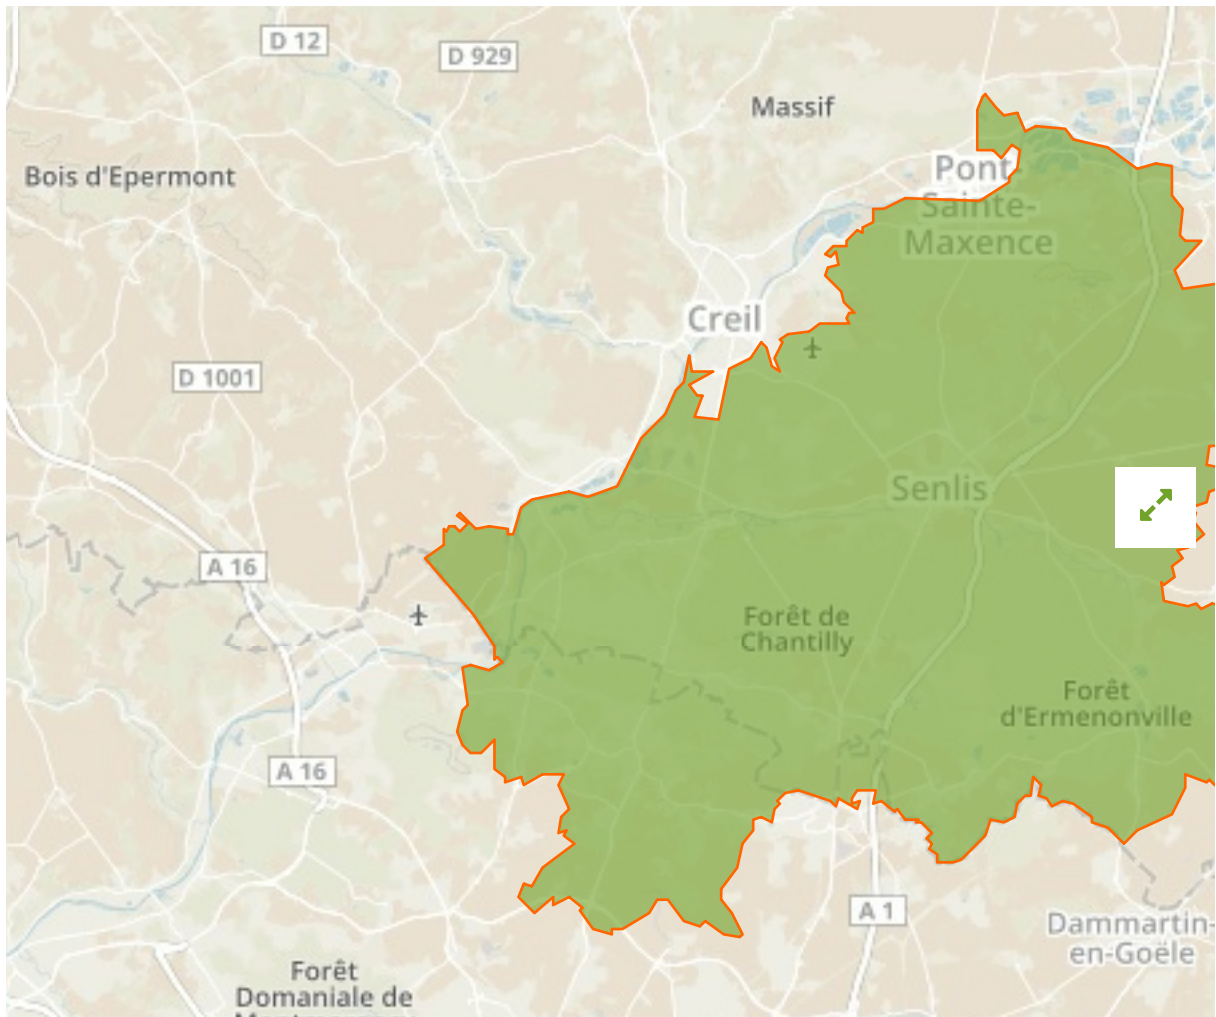 D 12
D 929
Massif
Bois d'Epermont
Pont-
Sainte-
Maxence
Creil
D 1001
Senlis
A 16
Forêt de
Chantilly
Forêt
d'Ermenonville
A 16
A 1
Dammartin-
en-Goële
Forêt
Domaniale de